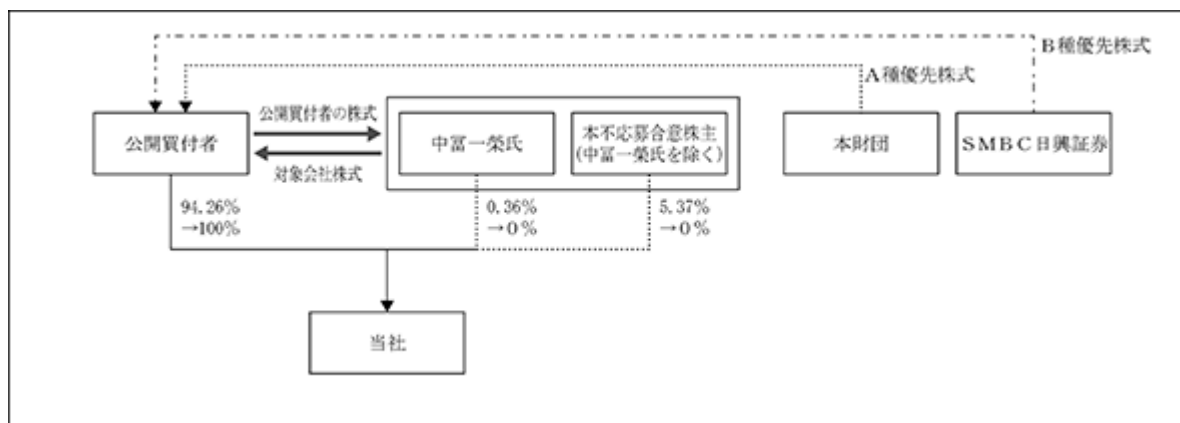 B種優先株式
A種優先株式
公開買付者
公開買付者の株式
対象会社株式
中冨一榮氏
本不応募合意株主
(中冨一榮氏を除く)
本財団
SMBC日興証券
94.26%
→100%
0.36%
→0%
5.37%
→0%
当社